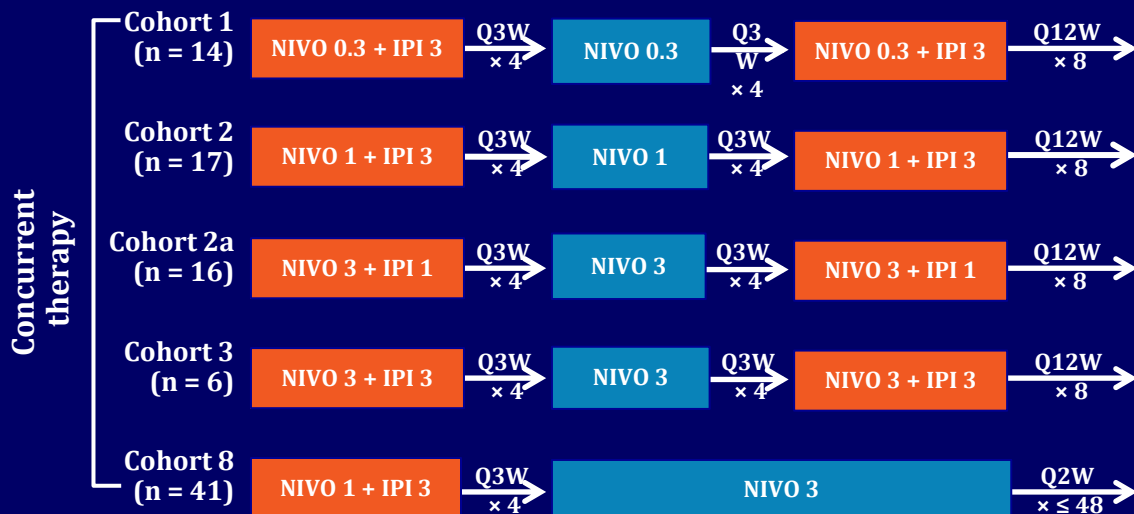 Concurrent
therapy
Cohort 1
(n = 14)
NIVO 0.3 + IPI 3
Q3W
× 4
NIVO 0.3
Q3
W
× 4
NIVO 0.3 + IPI 3
Q12W
× 8
Cohort 2
(n = 17)
NIVO 1 + IPI 3
Q3W
× 4
NIVO 1
Q3W
× 4
NIVO 1 + IPI 3
Q12W
× 8
Cohort 2a
(n = 16)
NIVO 3 + IPI 1
Q3W
× 4
NIVO 3
Q3W
× 4
NIVO 3 + IPI 1
Q12W
× 8
Cohort 3
(n = 6)
NIVO 3 + IPI 3
Q3W
× 4
NIVO 3
Q3W
× 4
NIVO 3 + IPI 3
Q12W
× 8
Cohort 8
(n = 41)
NIVO 1 + IPI 3
Q3W
× 4
NIVO 3
Q2W
× ≤ 48